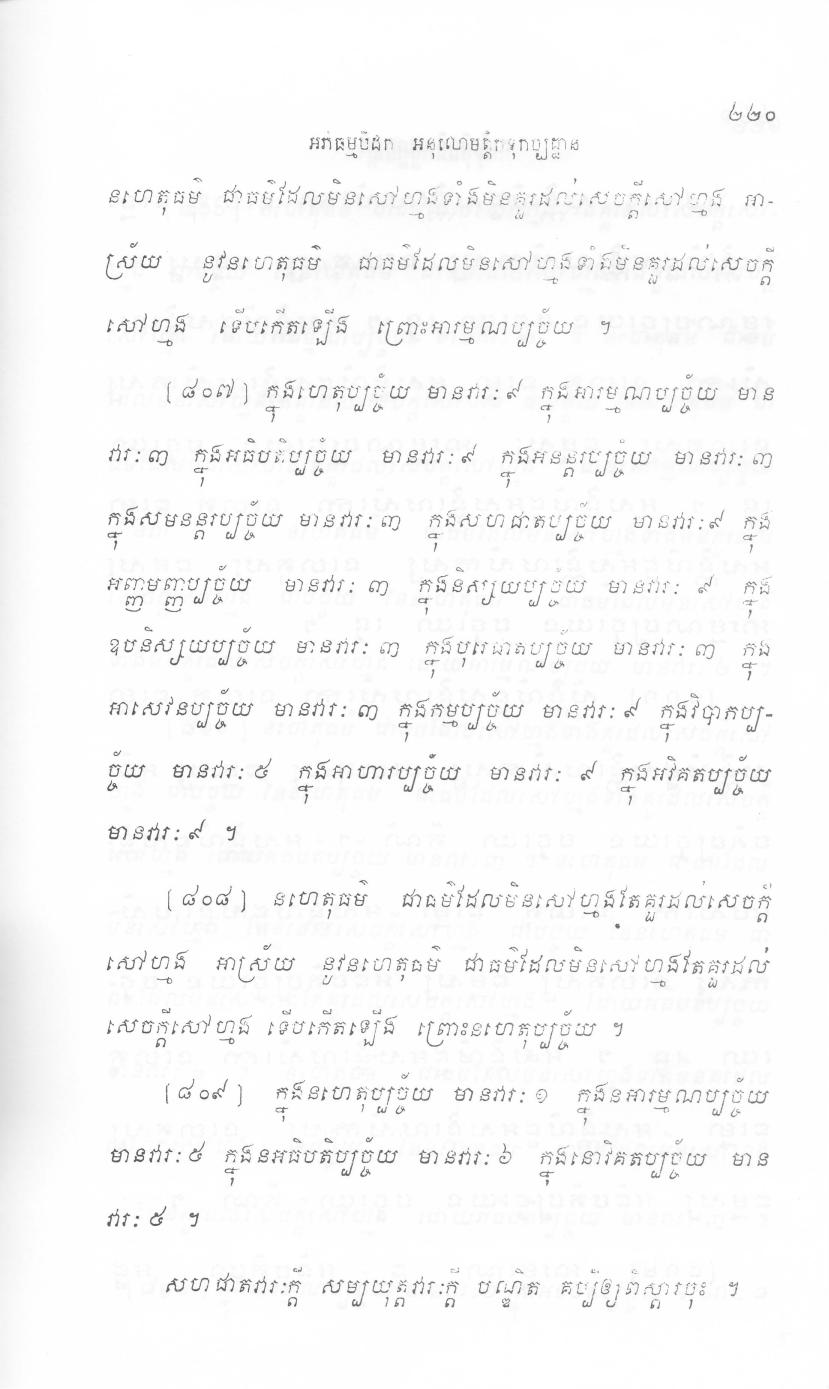 ២២០
អភិធម្មបិដក អនុលោមត្តិកទុកប្បដ្ឋាន
នហេតុធម៌ ជាធម៌ដែលមិនសៅហ្មងទាំងមិនគួរដល់សេចក្តីសៅហ្មង អា-
ស្រ័យ នូវនហេតុធម៌ ជាធម៌ដែលមិនសៅហ្មងទាំងមិនគួរដល់សេចក្តី
សៅហ្មង ទើបកើតឡើង ព្រោះអារម្មណប្បច្ច័យ ។
[៨០៧] ក្នុងហេតុប្បច្ច័យ មានវារៈ ៩ ក្នុងអារម្មណប្បច្ច័យ មាន
វារៈ ៣ ក្នុងអធិបតិប្បច្ច័យ មានវារៈ ៩ ក្នុងអនន្តរប្បច្ច័យ មានវារៈ ៣
ក្នុងសមនន្តរប្បច្ច័យ មានវារៈ ៣ ក្នុងសហជាតប្បច្ច័យ មានវារៈ ៩ ក្នុង
អញ្ញមញ្ញប្បច្ច័យ មានវារៈ ៣ ក្នុងនិស្សយប្បច្ច័យ មានវារៈ ៩ ក្នុង
ឧបនិស្សយប្បច្ច័យ មានវារៈ ៣ ក្នុងបុរេជាតប្បច្ច័យ មានវារៈ ៣ ក្នុង
អាសេវនប្បច្ច័យ មានវារៈ ៣ ក្នុងកម្មប្បច្ច័យ មានវារៈ ៩ ក្នុងវិបាកប្ប-
ច្ច័យ មានវារៈ ៥ ក្នុងអាហារប្បច្ច័យ មានវារៈ ៩ ក្នុងអវិគតប្បច្ច័យ
មានវារៈ ៩ ។
[៨០៨] នហេតុធម៌ ជាធម៌ដែលមិនសៅហ្មងតែគួរដល់សេចក្តី
សៅហ្មង អាស្រ័យ នូវនហេតុធម៌ ជាធម៌ដែលមិនសៅហ្មងតែគួរដល់
សេចក្តីសៅហ្មង ទើបកើតឡើង ព្រោះនហេតុប្បច្ច័យ ។
[៨០៩] ក្នុងនហេតុប្បច្ច័យ មានវារៈ ១ ក្នុងនអារម្មណប្បច្ច័យ
មានវារៈ ៥ ក្នុងនអធិបតិប្បច្ច័យ មានវារៈ ៦ ក្នុងនោវិគតប្បច្ច័យ មាន
វារៈ ៥ ។
សហជាតវារៈក្តី សម្បយុត្តវារៈក្តី បណ្ឌិត គប្បីឲ្យពិស្តារចុះ ។